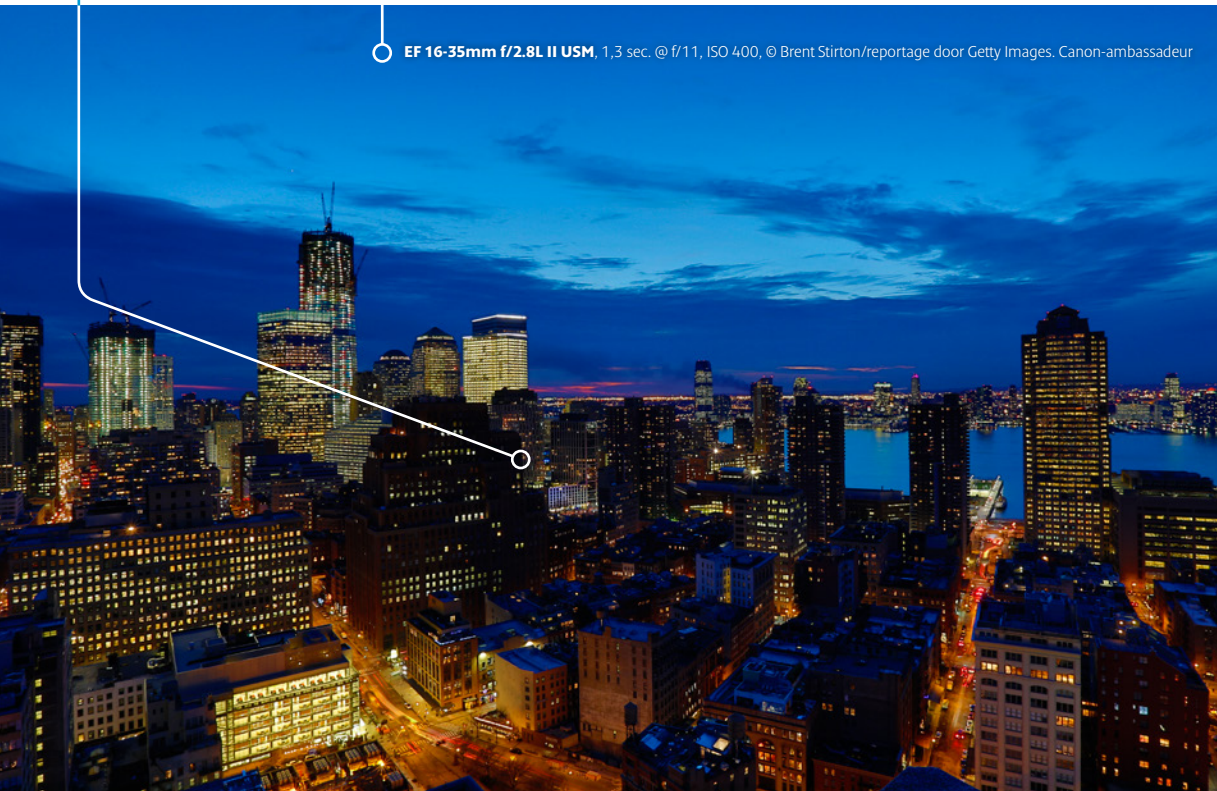 EF 16-35mm f/2.8L II USM, 1,3 sec. @ f/11, ISO 400, © Brent Stirton/reportage door Getty Images. Canon-ambassadeur